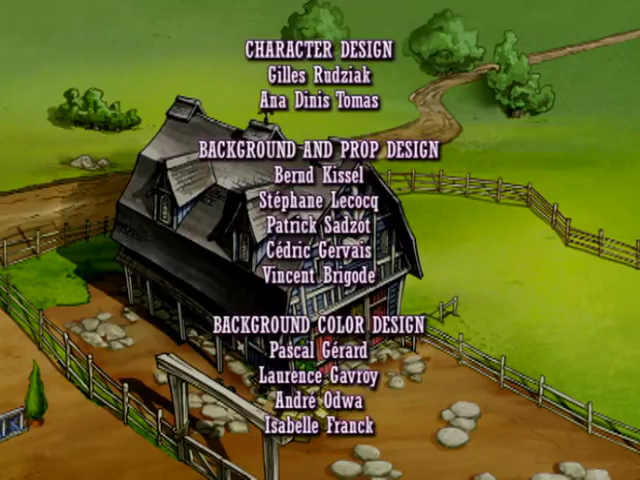 CHARACTER DESIGN
Gilles Rudziak
Ana Dinis Tomas
BACKGROUND AND PROP DESIGN
Bernd Kissel
Stéphane Lecocq
Patrick Sadzot
Cédric Gervais
Vincent Brigode
BACKGROUND COLOR DESIGN
Pascal Gérard
Laurence Gavroy
André Odwa
Isabelle Franck